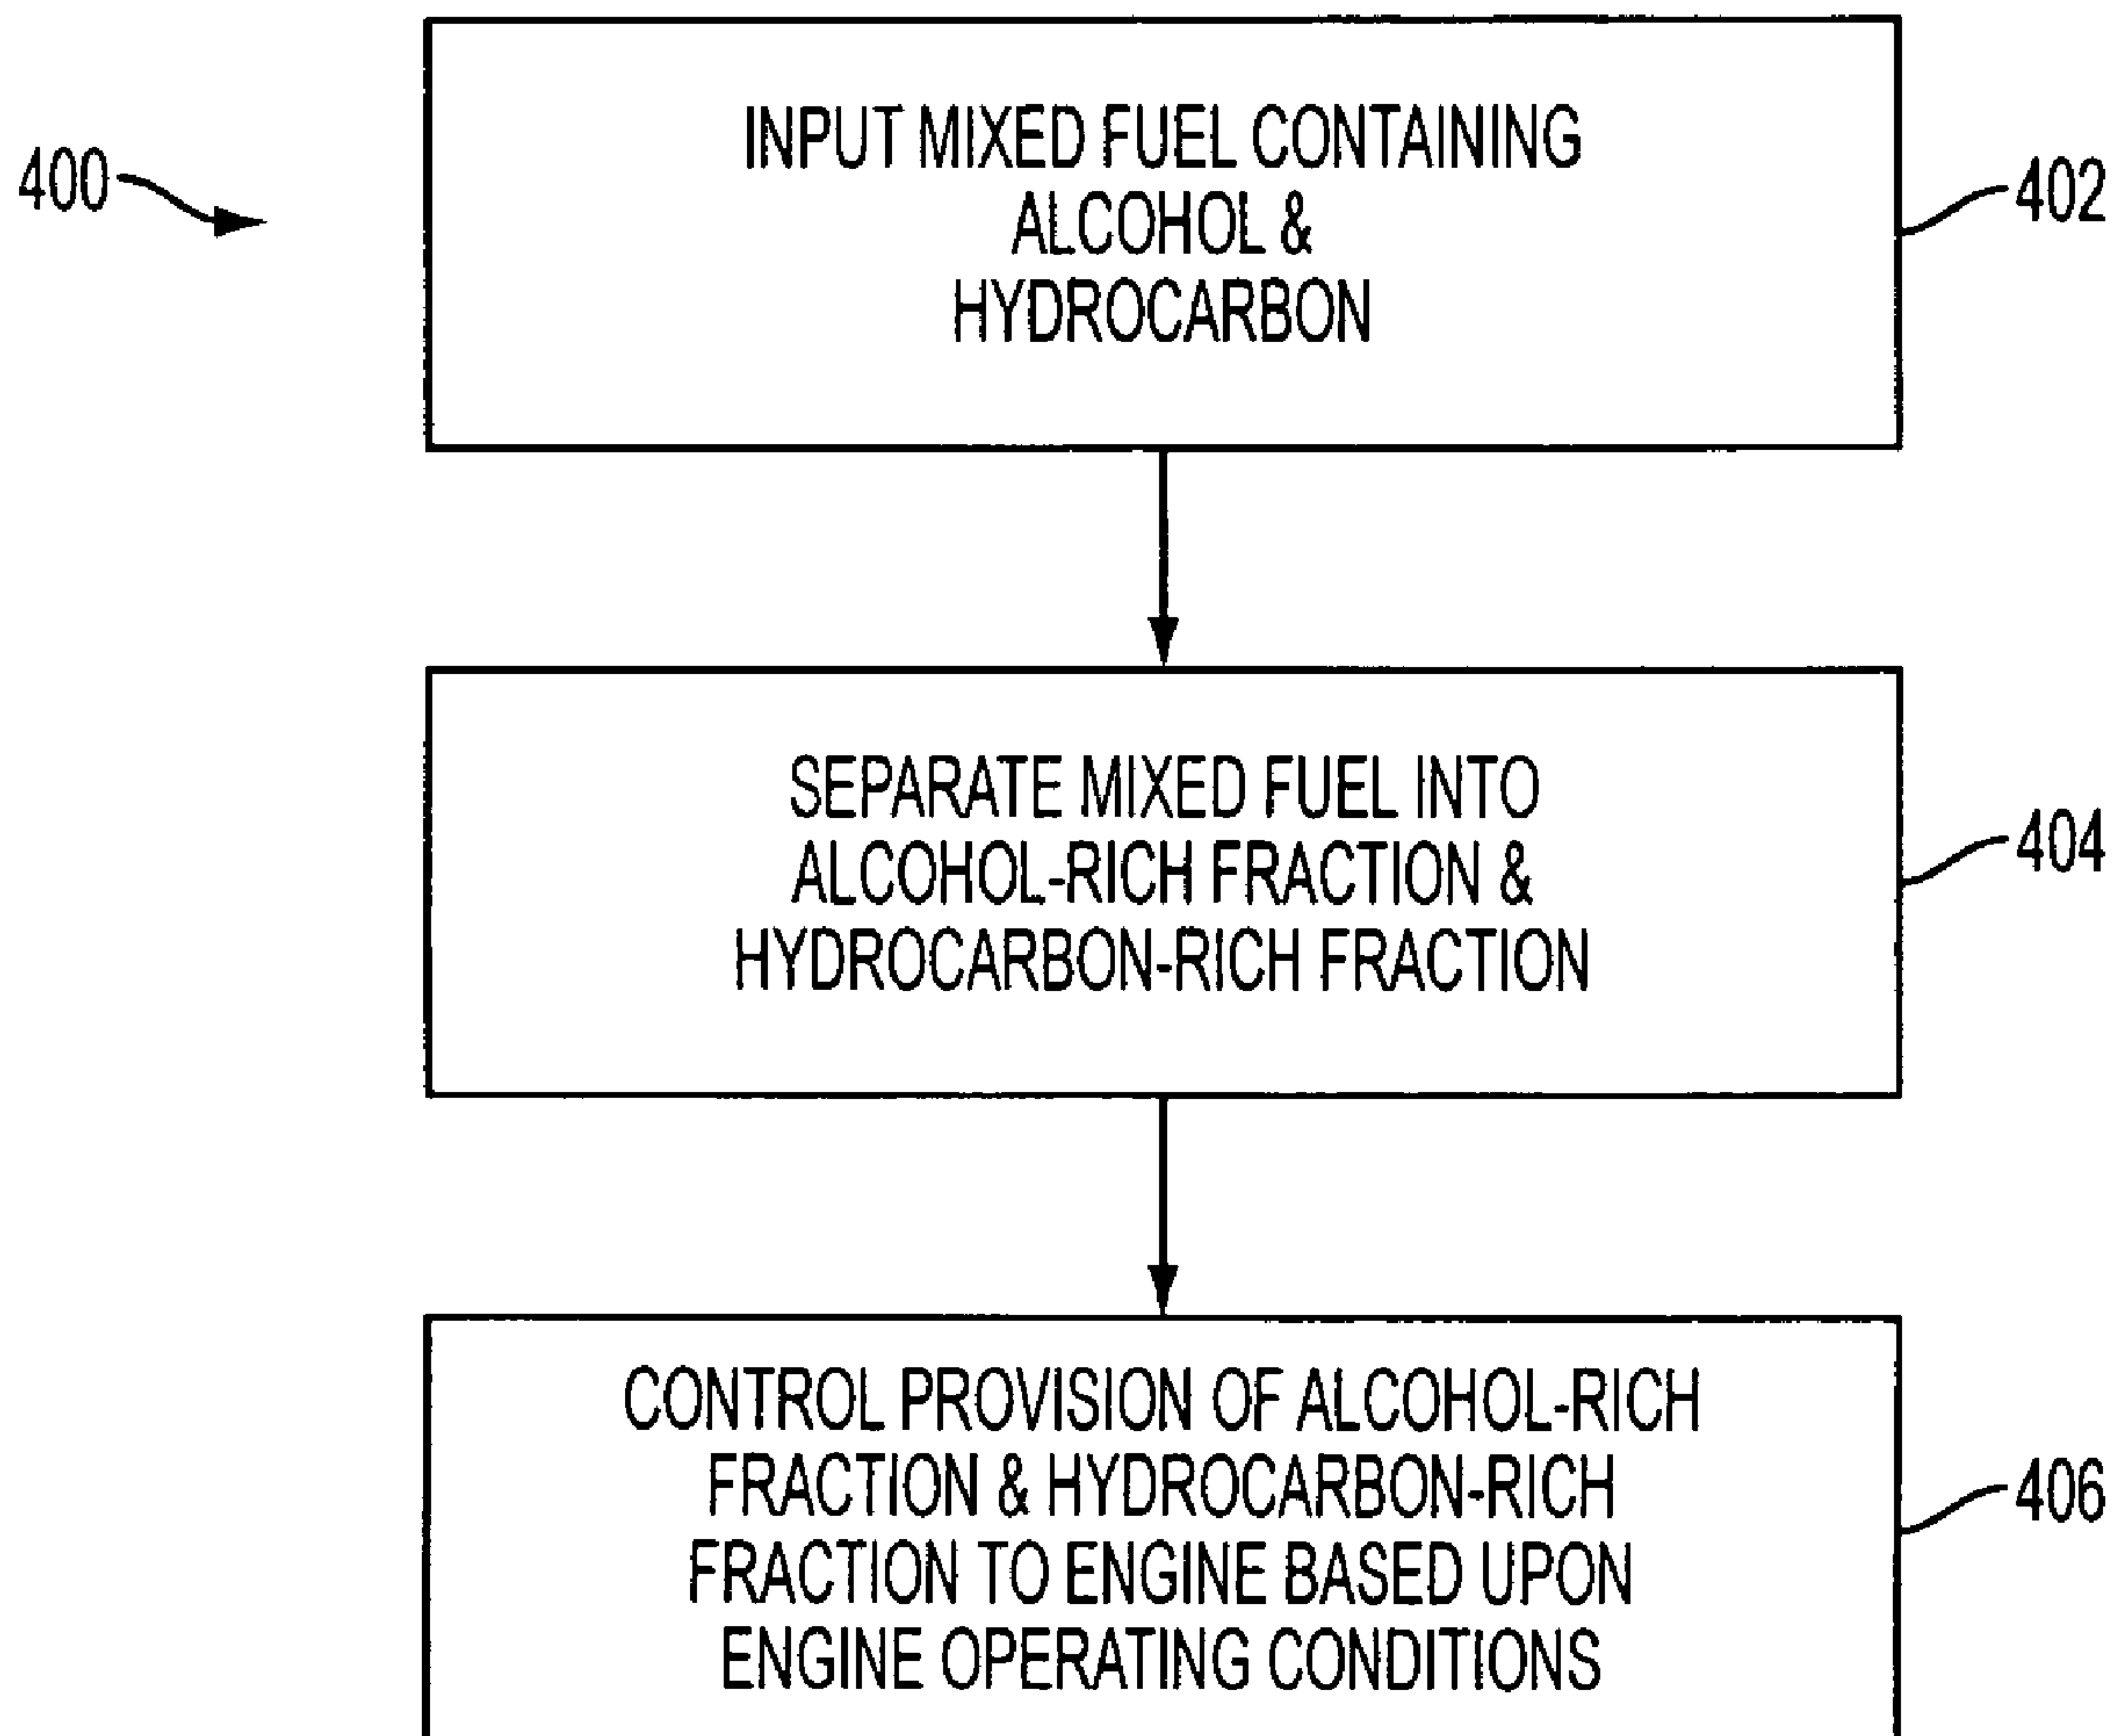 400
INPUT MIXED FUEL CONTAINING
ALCOHOL &
HYDROCARBON
402
SEPARATE MIXED FUEL INTO
ALCOHOL-RICH FRACTION &
HYDROCARBON-RICH FRACTION
404
CONTROL PROVISION OF ALCOHOL-RICH
FRACTION & HYDROCARBON-RICH
FRACTION TO ENGINE BASED UPON
ENGINE OPERATING CONDITIONS
406